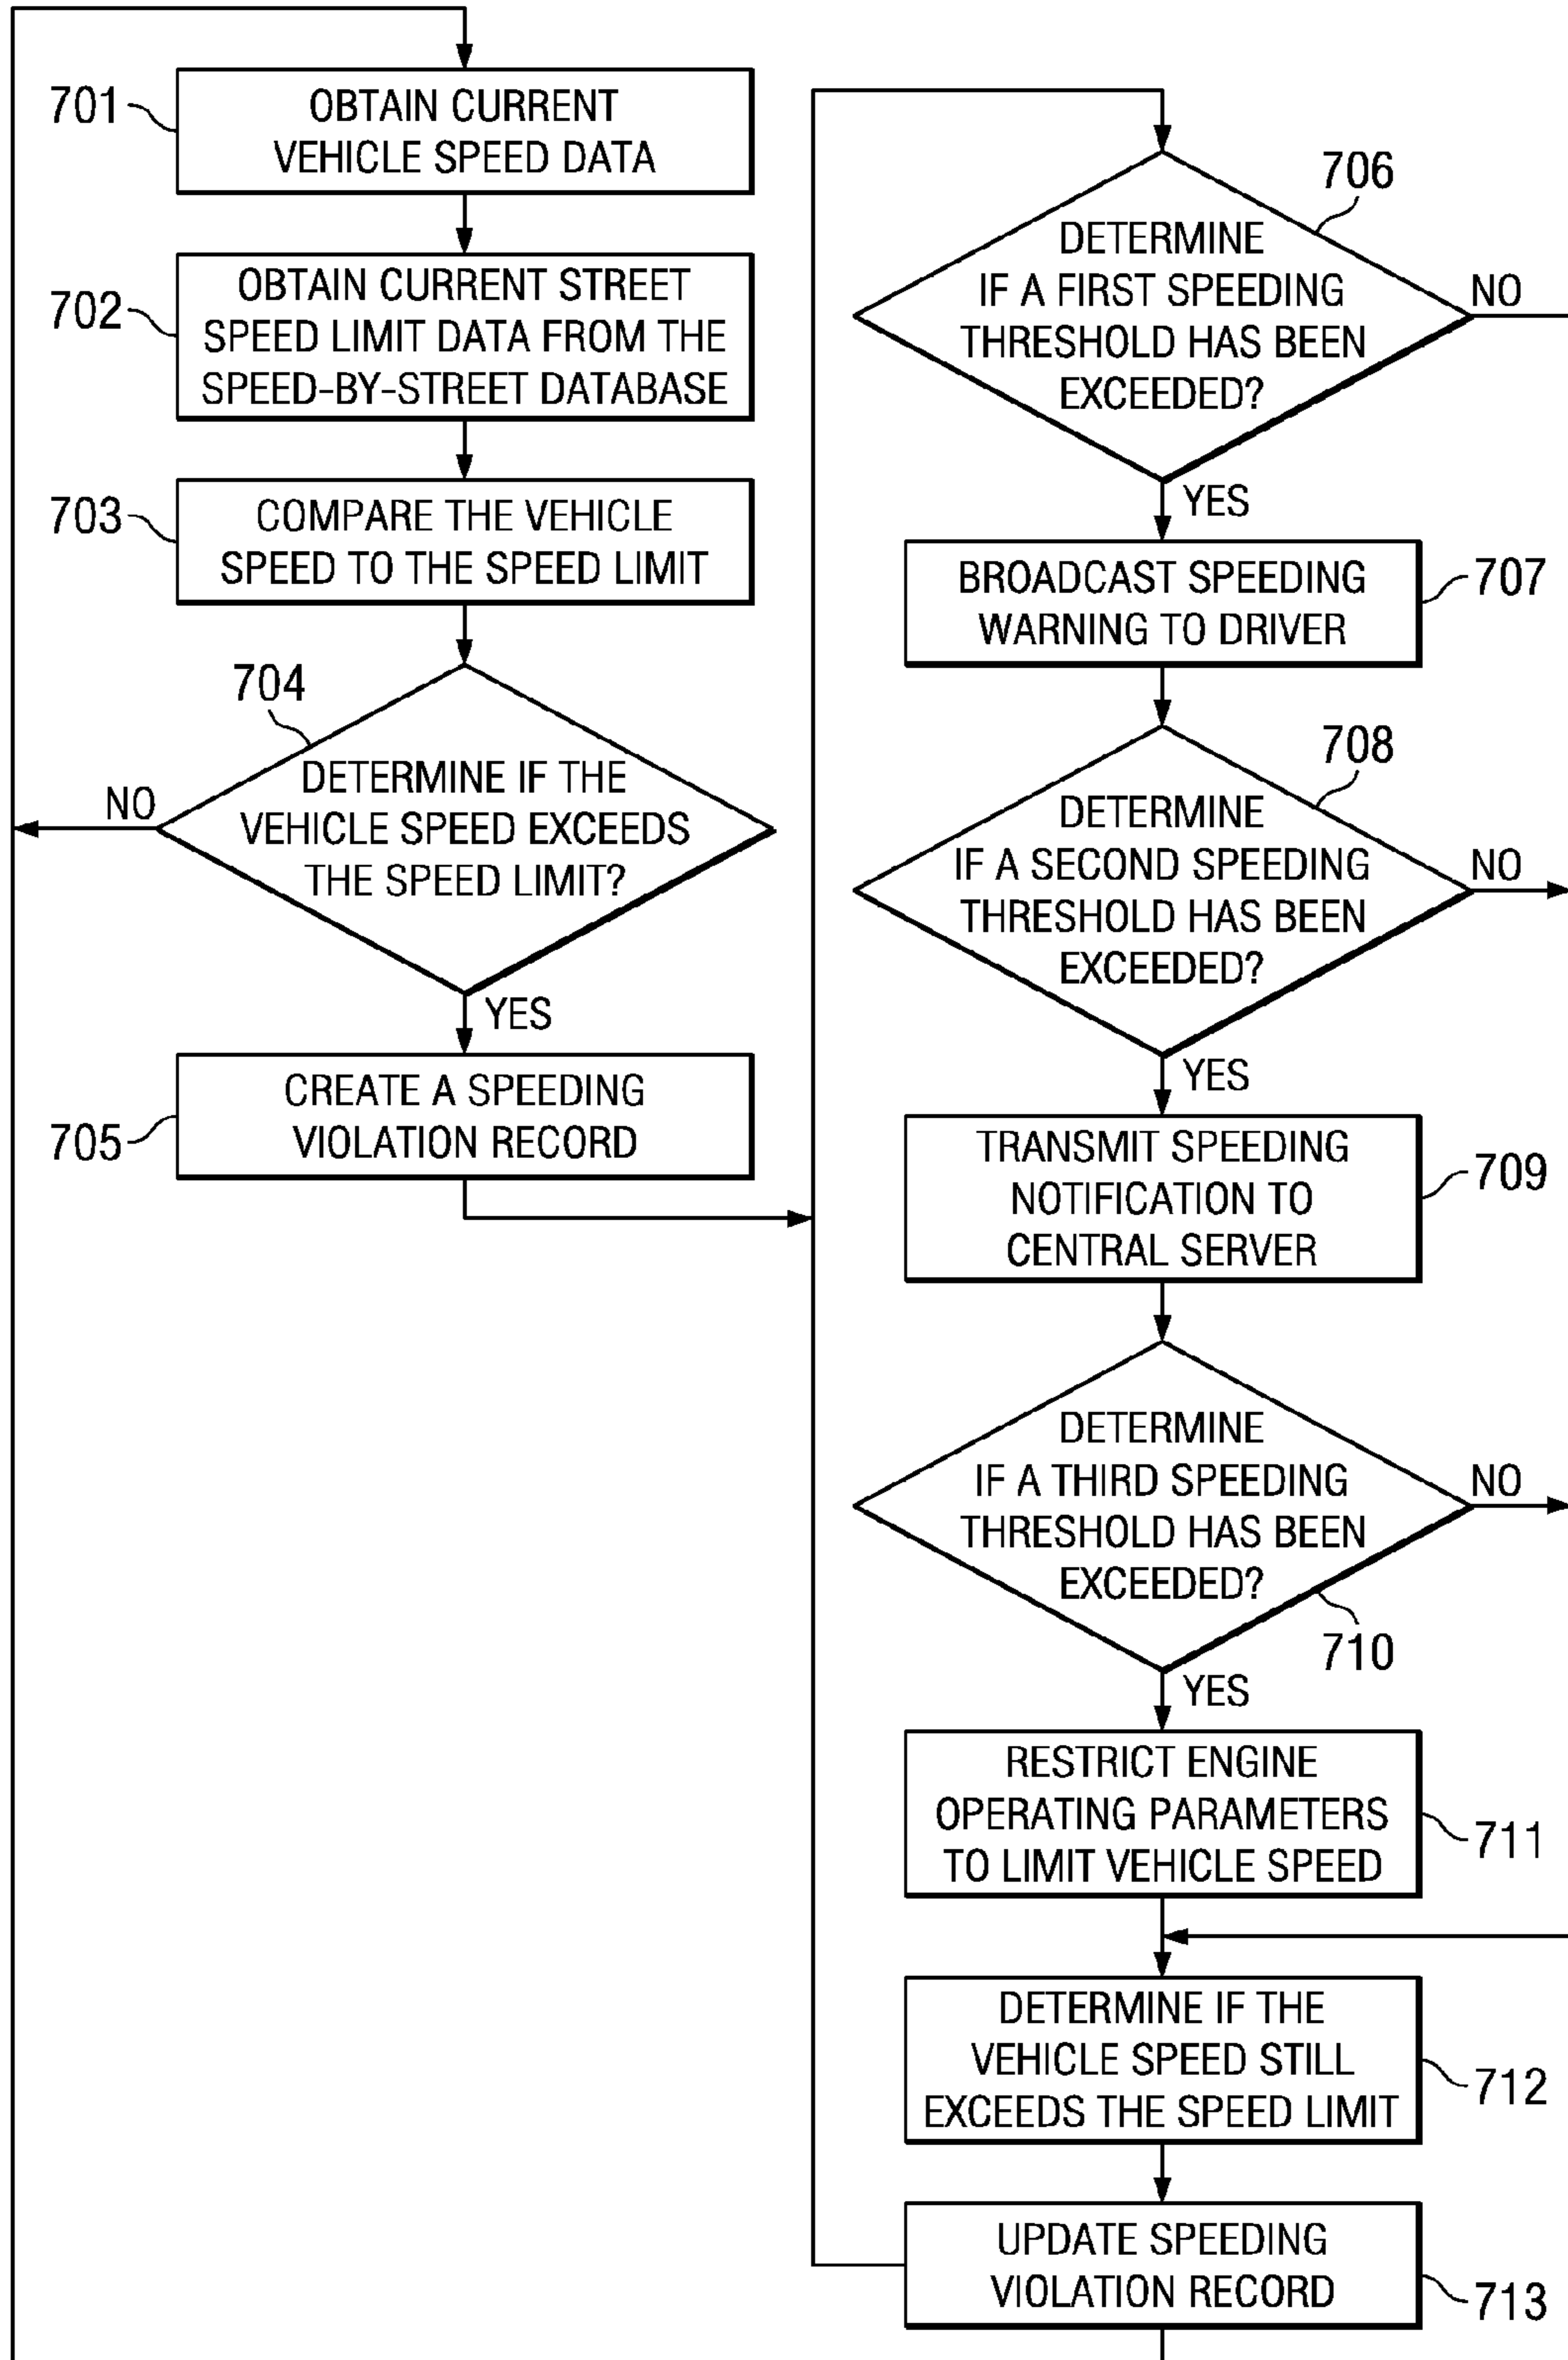 701
OBTAIN CURRENT
VEHICLE SPEED DATA
702
OBTAIN CURRENT STREET
SPEED LIMIT DATA FROM THE
SPEED-BY-STREET DATABASE
703
COMPARE THE VEHICLE
SPEED TO THE SPEED LIMIT
704
DETERMINE IF THE
VEHICLE SPEED EXCEEDS
THE SPEED LIMIT?
NO
YES
705
CREATE A SPEEDING
VIOLATION RECORD
706
DETERMINE
IF A FIRST SPEEDING
THRESHOLD HAS BEEN
EXCEEDED?
NO
YES
BROADCAST SPEEDING
WARNING TO DRIVER
707
708
DETERMINE
IF A SECOND SPEEDING
THRESHOLD HAS BEEN
EXCEEDED?
NO
YES
TRANSMIT SPEEDING
NOTIFICATION TO
CENTRAL SERVER
709
DETERMINE
IF A THIRD SPEEDING
THRESHOLD HAS BEEN
EXCEEDED?
NO
710
YES
RESTRICT ENGINE
OPERATING PARAMETERS
TO LIMIT VEHICLE SPEED
711
DETERMINE IF THE
VEHICLE SPEED STILL
EXCEEDS THE SPEED LIMIT
712
UPDATE SPEEDING
VIOLATION RECORD
713